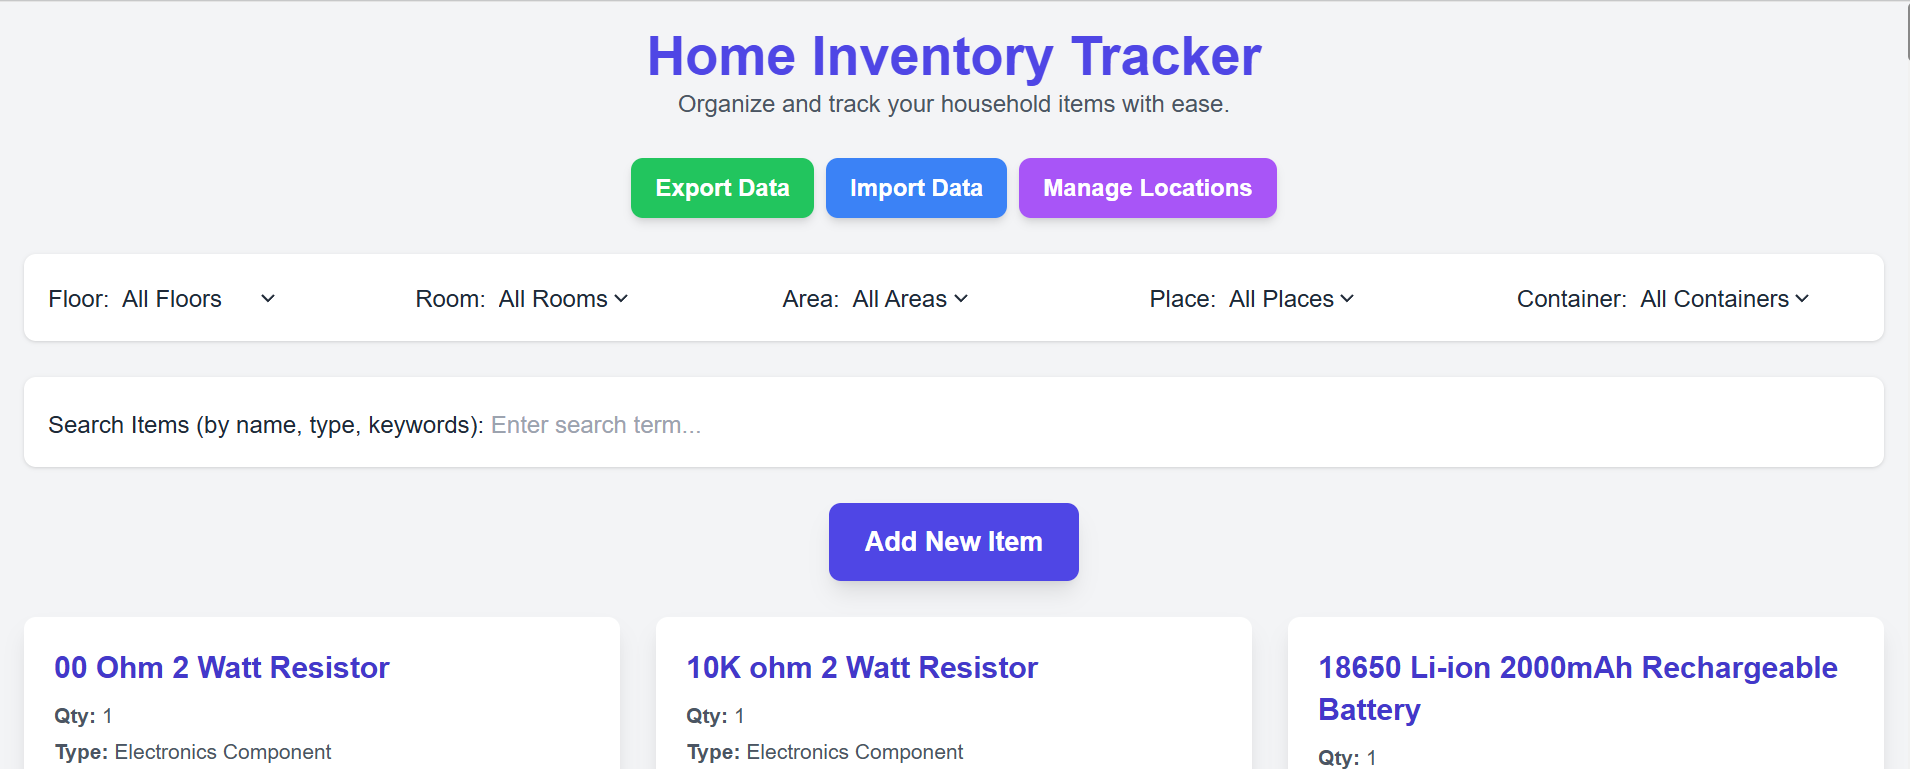 Home Inventory Tracker
Organize and track your household items with ease.
Export Data Import Data Manage Locations
Floor: All Floors Room: All Rooms Area: All Areas Place: All Places Container: All Containers
Search Items (by name, type, keywords): Enter search term...
Add New Item
00 Ohm 2 Watt Resistor
Qty: 1
Type: Electronics Component
10K ohm 2 Watt Resistor
Qty: 1
Type: Electronics Component
18650 Li-ion 2000mAh Rechargeable
Battery
Qty: 1